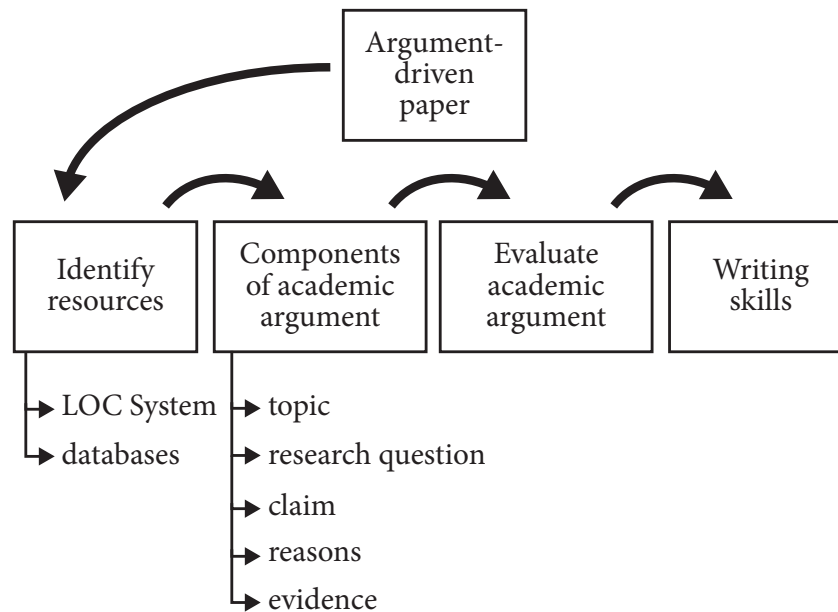 Argument-
driven
paper
Identify
resources
Components
of academic
argument
Evaluate
academic
argument
Writing
skills
LOC System
databases
topic
research question
claim
reasons
evidence